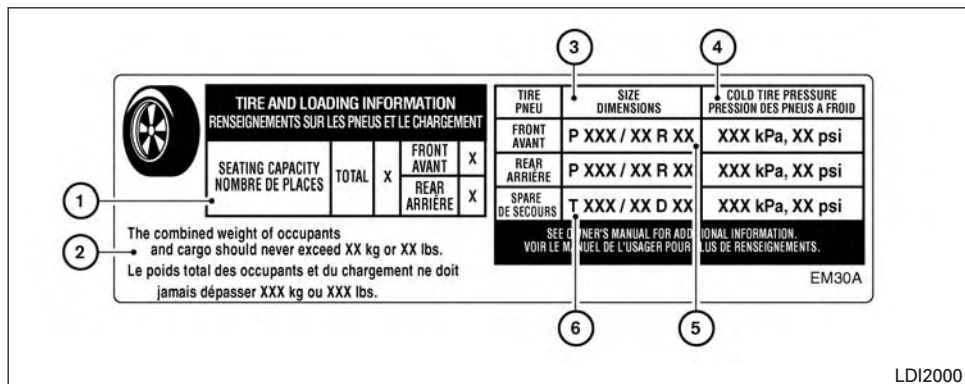 3
4
TIRE AND LOADING INFORMATION
RENSEIGNEMENTS SUR LES PNEUS ET LE CHARGEMENT
SEATING CAPACITY
NOMBRE DE PLACES
TOTAL
X
FRONT
AVANT
X
REAR
ARRIÉRE
X
TIRE
PNEU
SIZE
DIMENSIONS
COLD TIRE PRESSURE
PRESSION DES PNEUS A FROID
FRONT
AVANT
P XXX / XX R XX
XXX kPa, XX psi
REAR
ARRIÈRE
P XXX / XX R XX
XXX kPa, XX psi
SPARE
DE SECOURS
T XXX / XX D XX
XXX kPa, XX psi
SEE OWNER'S MANUAL FOR ADDITIONAL INFORMATION.
VOIR LE MANUEL DE L'USAGER POUR PLUS DE RENSEIGNEMENTS.
1
2
The combined weight of occupants
and cargo should never exceed XX kg or XX lbs.
Le poids total des occupants et du chargement ne doit
jamais dépasser XXX kg ou XXX lbs.
EM30A
6
5
LDI2000